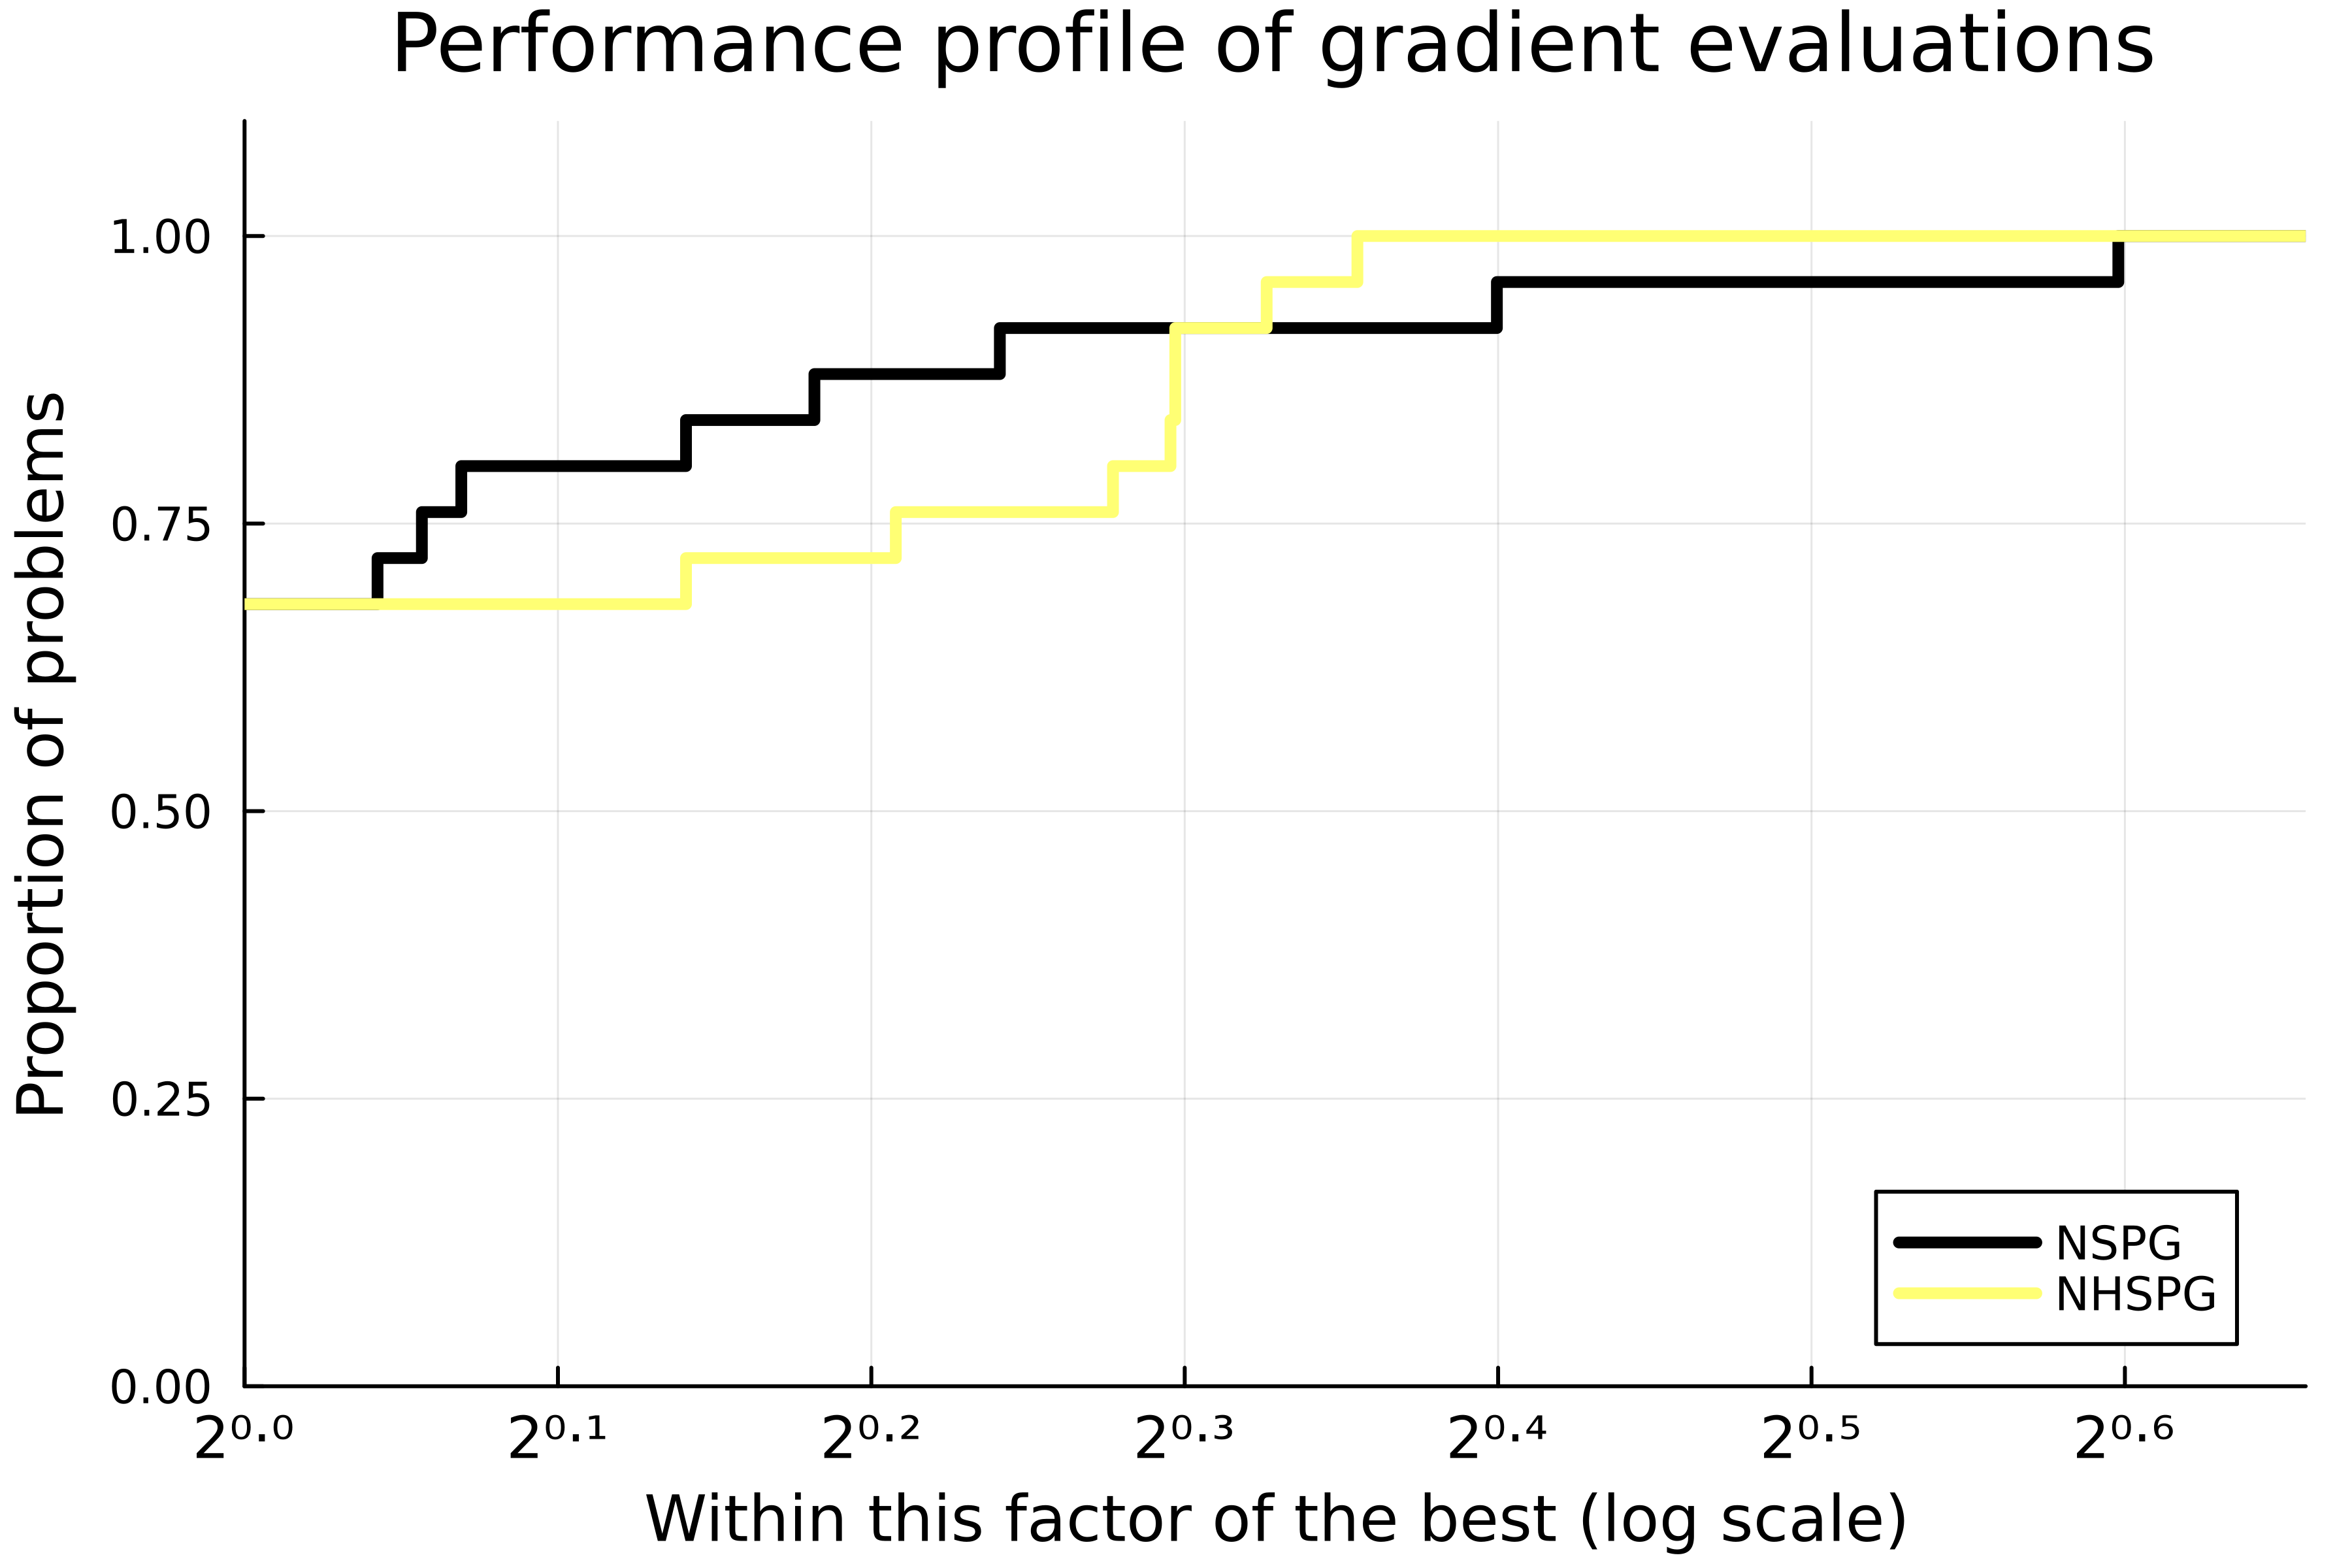 Performance profile of gradient evaluations
Proportion of problems
1.00
0.75
0.50
0.25
0.00
NSPG
NHSPG
2⁰·⁰ 2⁰·¹ 2⁰·² 2⁰·³ 2⁰·⁴ 2⁰·⁵ 2⁰·⁶
Within this factor of the best (log scale)